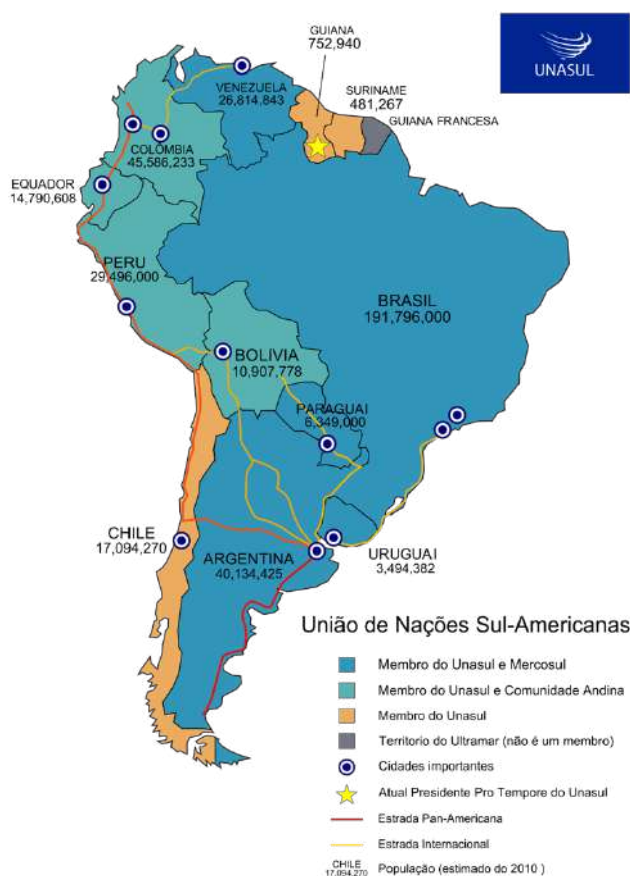 UNASUL
GUIANA
752,940
SURINAME
481,267
GUIANA FRANCESA
VENEZUELA
26,814,843
COLÔMBIA
45,586,233
EQUADOR
14,790,608
PERU
29,496,000
BRASIL
191,796,000
BOLIVIA
10,907,778
PARAGUAI
6,349,000
CHILE
17,094,270
ARGENTINA
40,134,425
URUGUAI
3,494,382
União de Nações Sul-Americanas
Membro do Unasul e Mercosul
Membro do Unasul e Comunidade Andina
Membro do Unasul
Territorio do Ultramar (não é um membro)
Cidades importantes
Atual Presidente Pro Tempore do Unasul
Estrada Pan-Americana
Estrada Internacional
CHILE
17,094,270
População (estimado do 2010 )